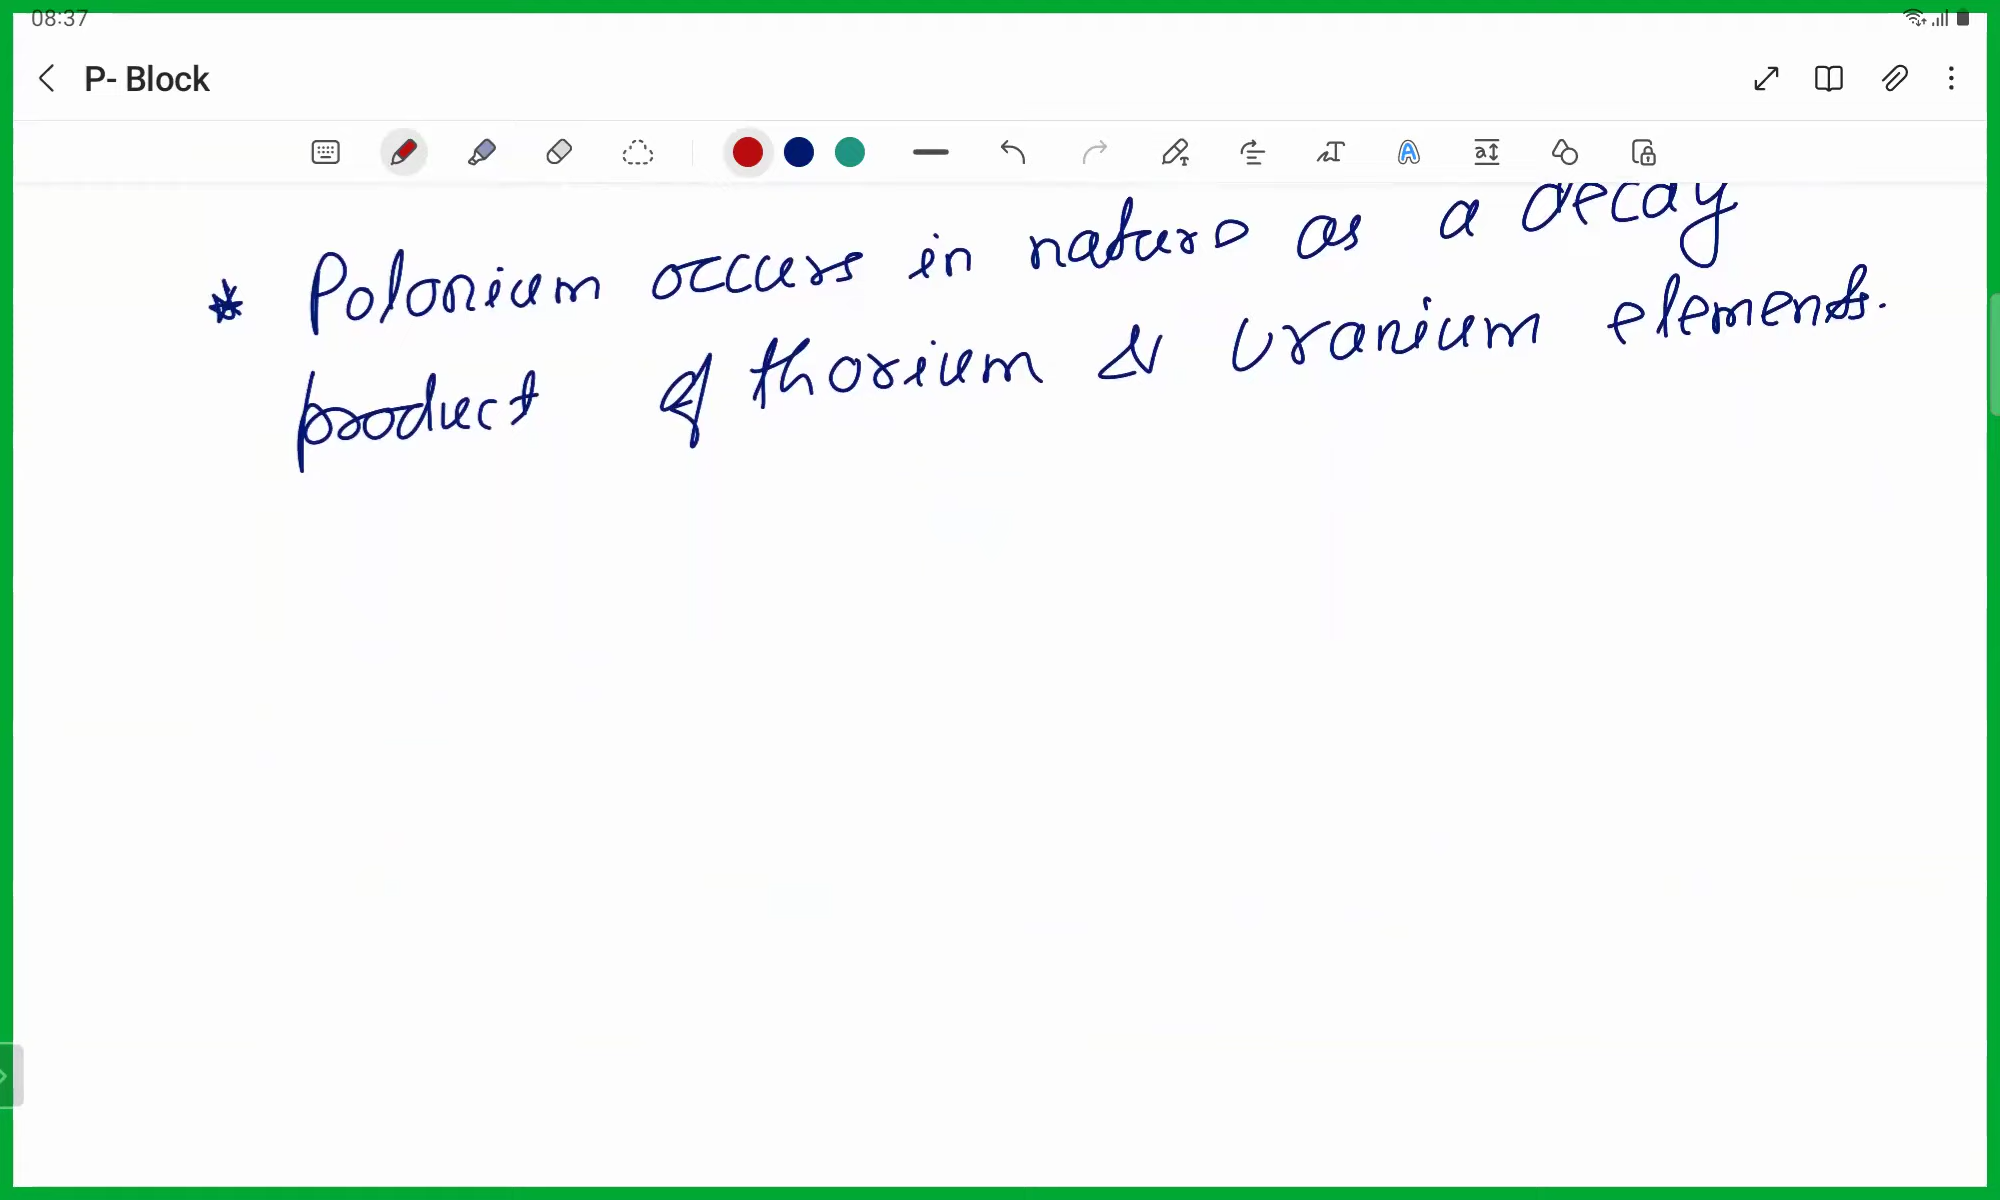 08:37
P- Block
* Polonium occurs in nature as a decay
product of thorium & Uranium elements.